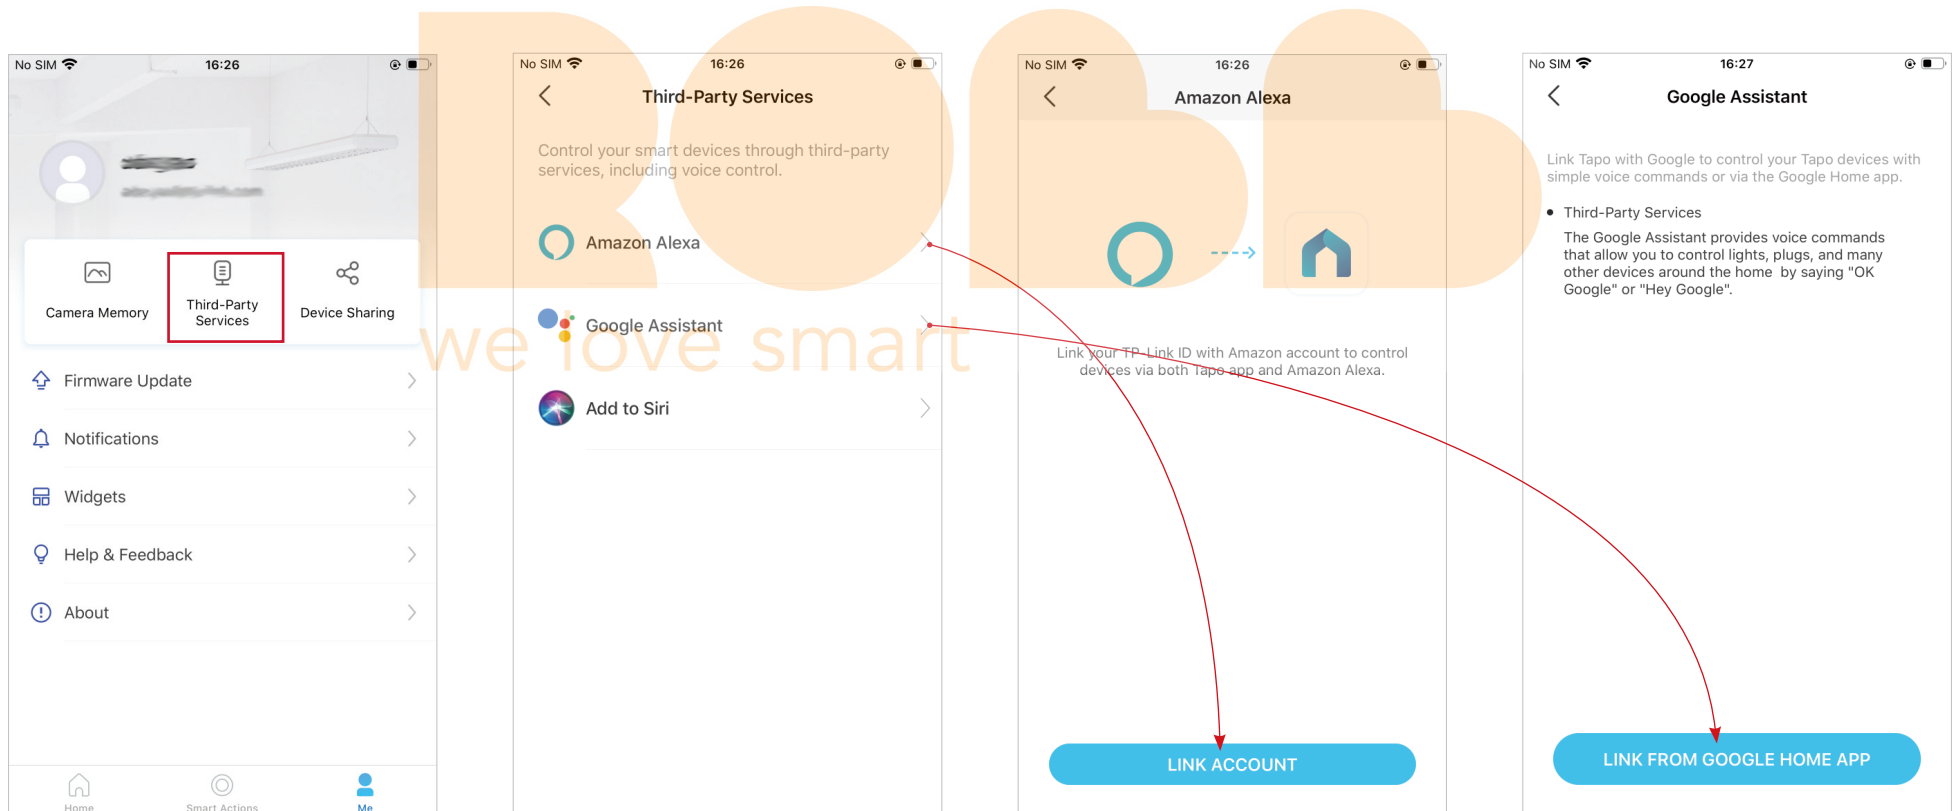 No SIM
16:26
Camera Memory
Third-Party
Services
Device Sharing
Firmware Update
Notifications
Widgets
Help & Feedback
About
Home
Smart Actions
Me
No SIM
16:26
Third-Party Services
Control your smart devices through third-party
services, including voice control.
Amazon Alexa
Google Assistant
Add to Siri
No SIM
16:26
Amazon Alexa
Link your TP-Link ID with Amazon account to control
devices via both Tapo app and Amazon Alexa.
LINK ACCOUNT
No SIM
16:27
Google Assistant
Link Tapo with Google to control your Tapo devices with
simple voice commands or via the Google Home app.
• Third-Party Services
The Google Assistant provides voice commands
that allow you to control lights, plugs, and many
other devices around the home by saying "OK
Google" or "Hey Google".
LINK FROM GOOGLE HOME APP
we love smart